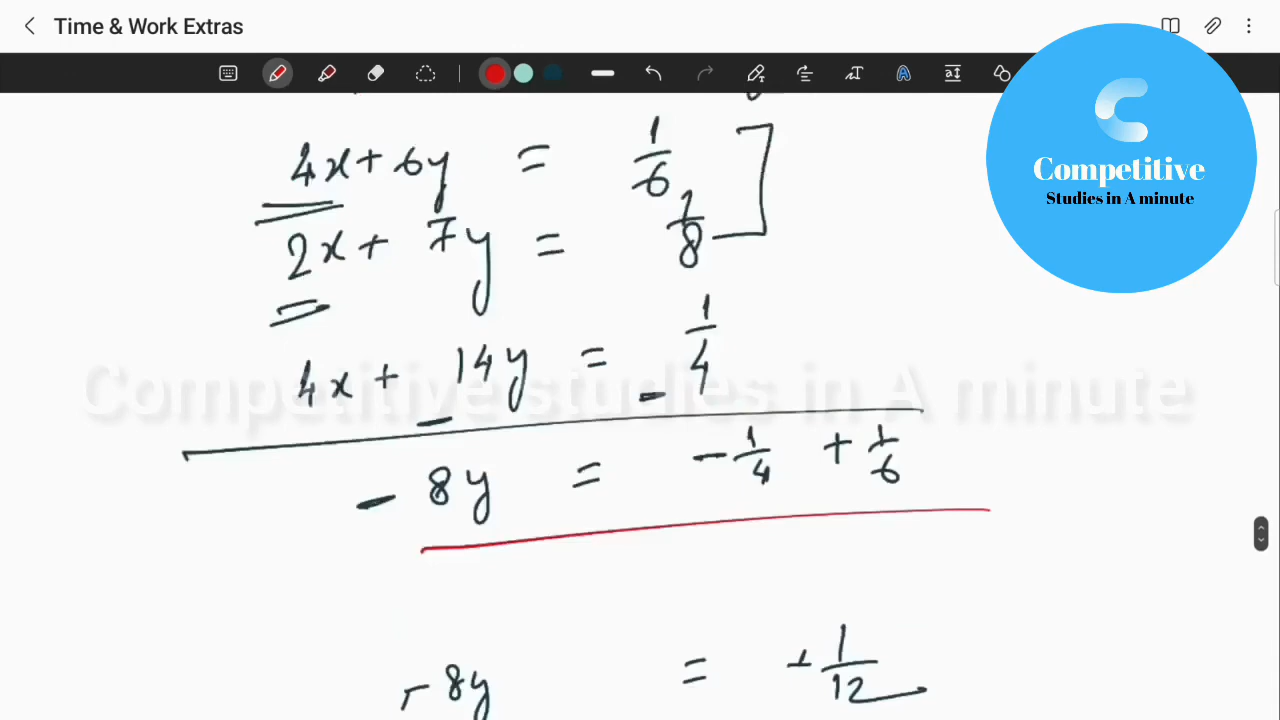 Time & Work Extras
Competitive
Studies in A minute
4x + 6y = 1/6
2x + 7y = 1/8
4x + 14y = 1/4
Competitive studies in A minute
- -
- 8y = - 1/4 + 1/6
- 8y = + 1/12